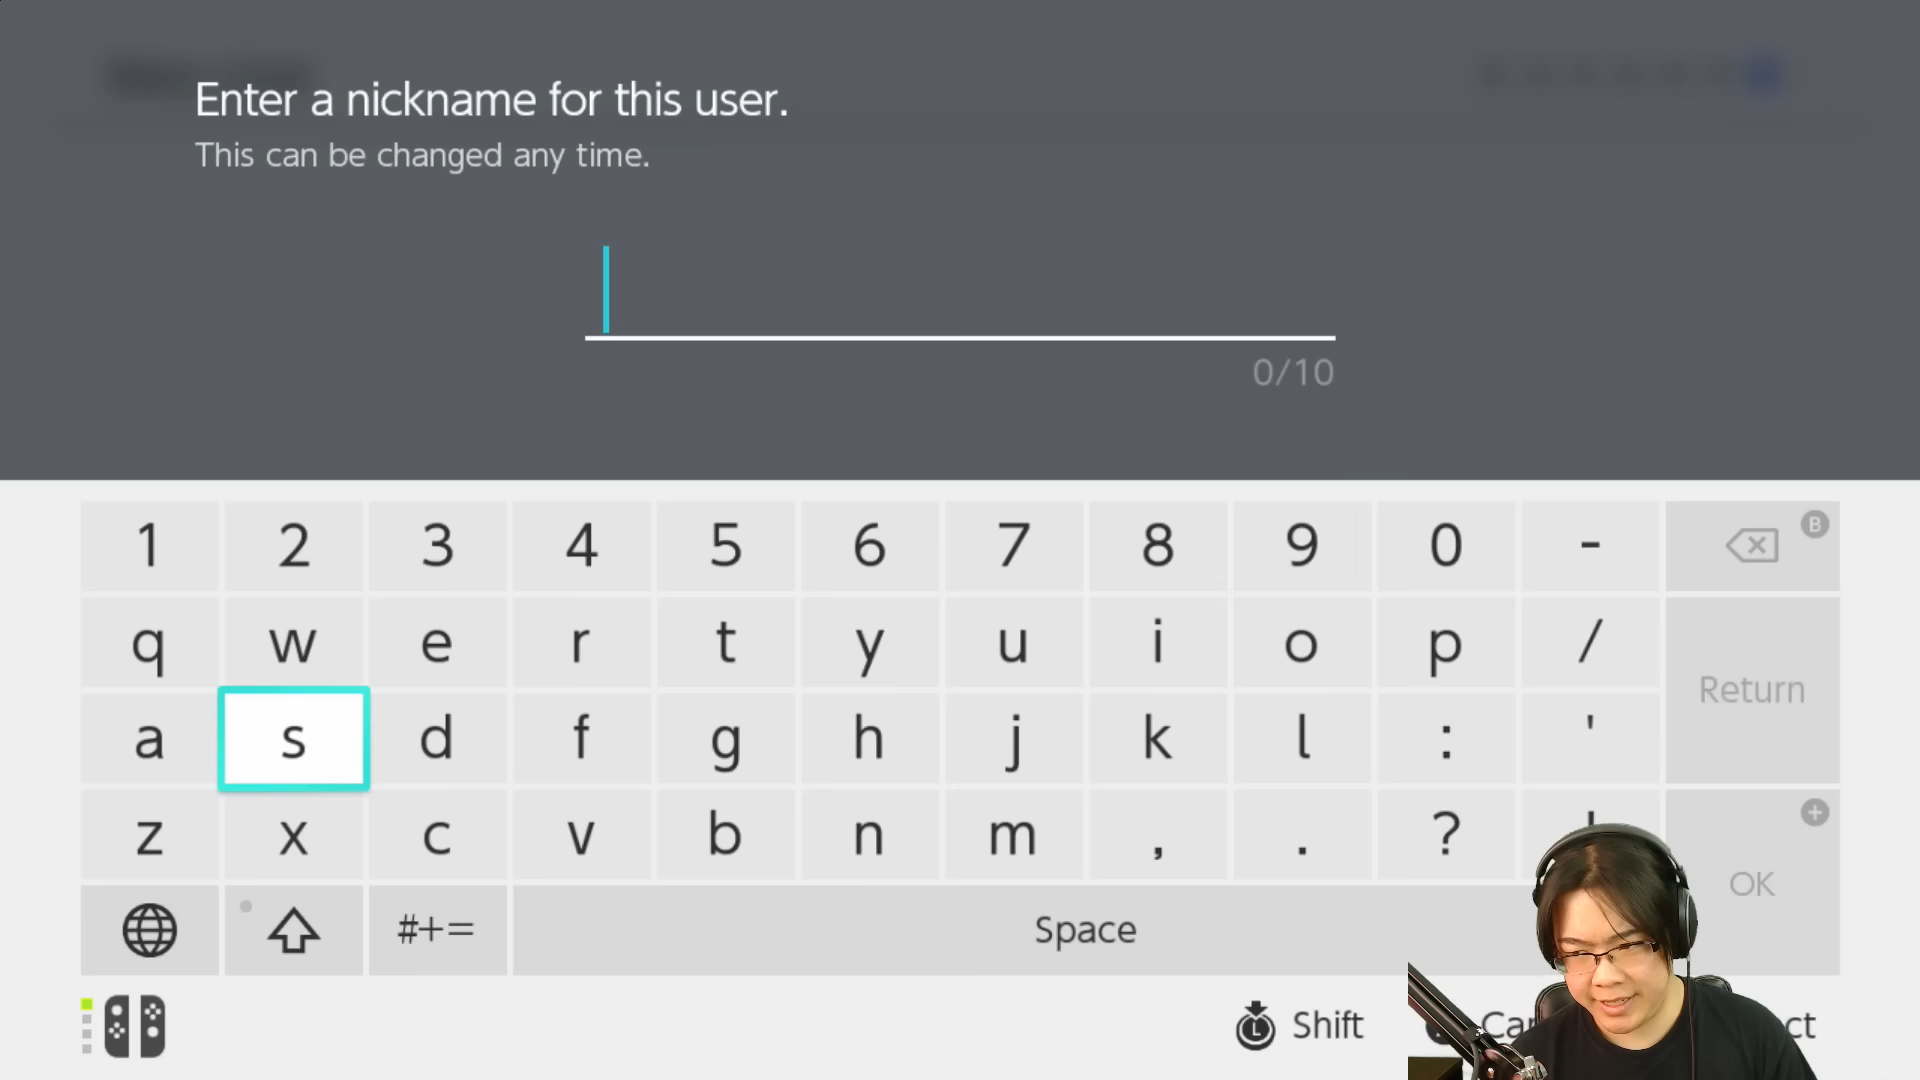 Enter a nickname for this user.
This can be changed any time.
0/10
1 2 3 4 5 6 7 8 9 0 - B
q w e r t y u i o p /
Return
a s d f g h j k l : '
z x c v b n m , . ? +
OK
#+= Space
L Shift